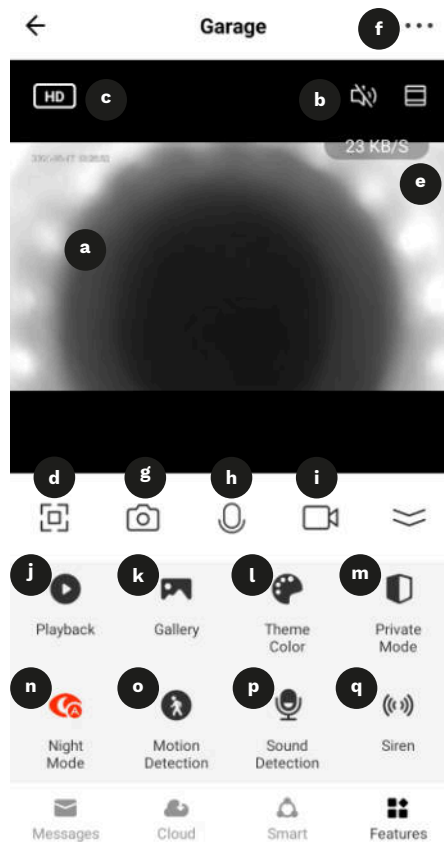 Garage
f
HD
c
b
23 KB/S
e
a
d
g
h
i
j
k
l
m
Playback
Gallery
Theme
Color
Private
Mode
n
o
p
q
Night
Mode
Motion
Detection
Sound
Detection
Siren
Messages
Cloud
Smart
Features